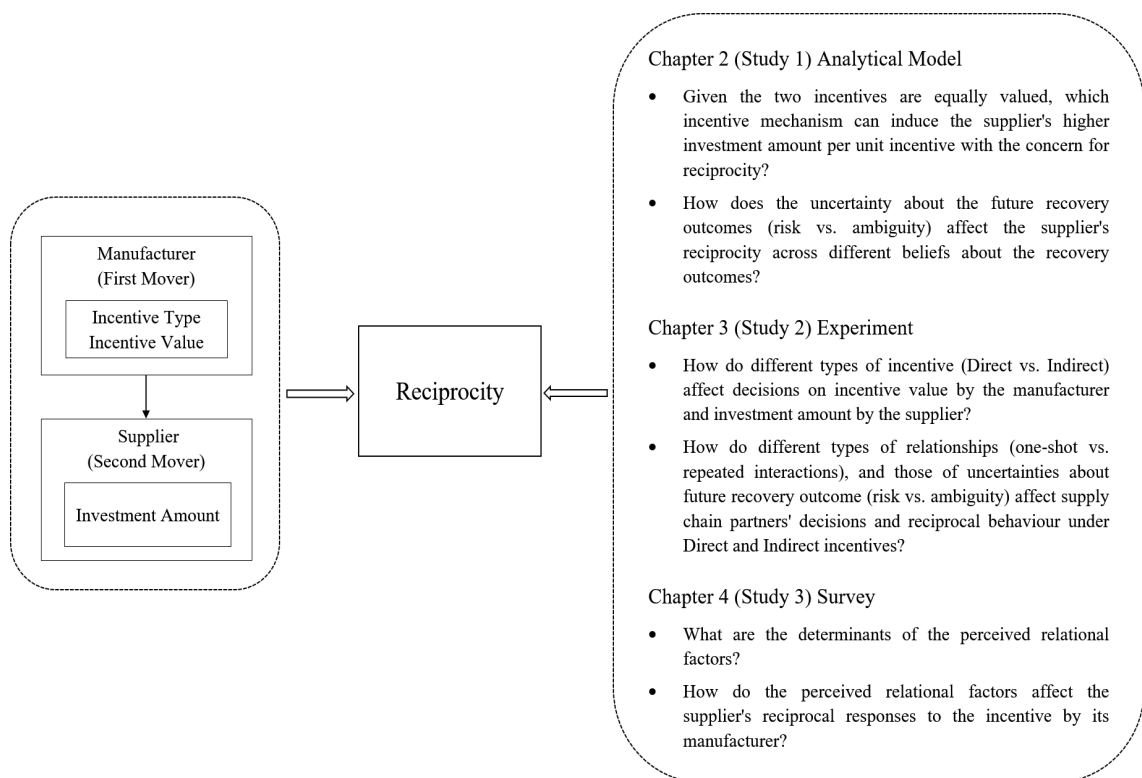 Manufacturer
(First Mover)
Incentive Type
Incentive Value
Supplier
(Second Mover)
Investment Amount
Reciprocity
Chapter 2 (Study 1) Analytical Model
• Given the two incentives are equally valued, which
incentive mechanism can induce the supplier's higher
investment amount per unit incentive with the concern for
reciprocity?
• How does the uncertainty about the future recovery
outcomes (risk vs. ambiguity) affect the supplier's
reciprocity across different beliefs about the recovery
outcomes?
Chapter 3 (Study 2) Experiment
• How do different types of incentive (Direct vs. Indirect)
affect decisions on incentive value by the manufacturer
and investment amount by the supplier?
• How do different types of relationships (one-shot vs.
repeated interactions), and those of uncertainties about
future recovery outcome (risk vs. ambiguity) affect supply
chain partners' decisions and reciprocal behaviour under
Direct and Indirect incentives?
Chapter 4 (Study 3) Survey
• What are the determinants of the perceived relational
factors?
• How do the perceived relational factors affect the
supplier's reciprocal responses to the incentive by its
manufacturer?